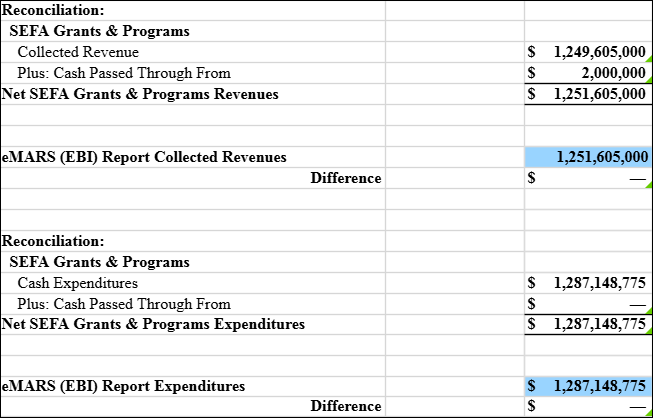 Reconciliation:
SEFA Grants & Programs
Collected Revenue $ 1,249,605,000
Plus: Cash Passed Through From $ 2,000,000
Net SEFA Grants & Programs Revenues $ 1,251,605,000
eMARS (EBI) Report Collected Revenues 1,251,605,000
Difference $ —
Reconciliation:
SEFA Grants & Programs
Cash Expenditures $ 1,287,148,775
Plus: Cash Passed Through From $ —
Net SEFA Grants & Programs Expenditures $ 1,287,148,775
eMARS (EBI) Report Expenditures $ 1,287,148,775
Difference $ —